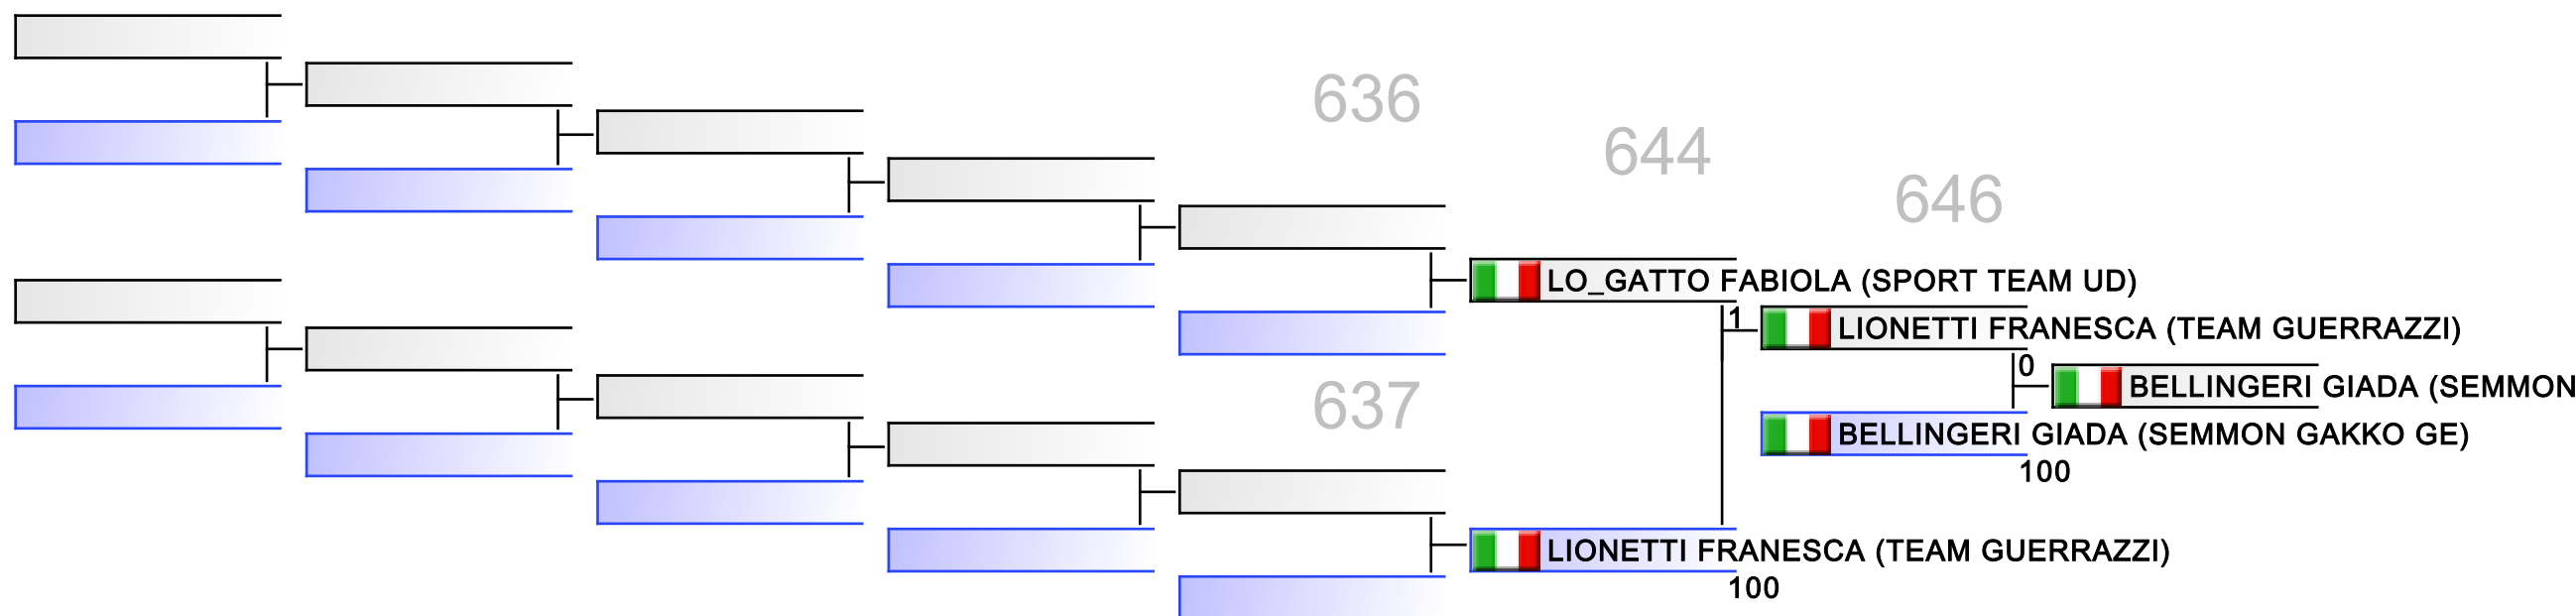 636
644
646
LO_GATTO FABIOLA (SPORT TEAM UD)
1
LIONETTI FRANESCA (TEAM GUERRAZZI)
0
BELLINGERI GIADA (SEMMON
637
BELLINGERI GIADA (SEMMON GAKKO GE)
100
LIONETTI FRANESCA (TEAM GUERRAZZI)
100